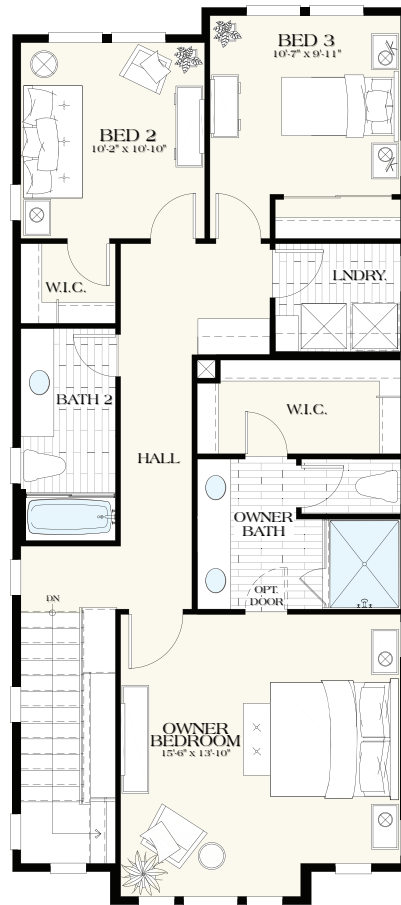 BED 3
10'-7" x 9'-11"
BED 2
10'-2" x 10'-10"
LNDRY.
W.I.C.
BATH 2
W.I.C.
HALL
OWNER
BATH
OPT.
DOOR
DN
OWNER
BEDROOM
15'-6" x 13'-10"